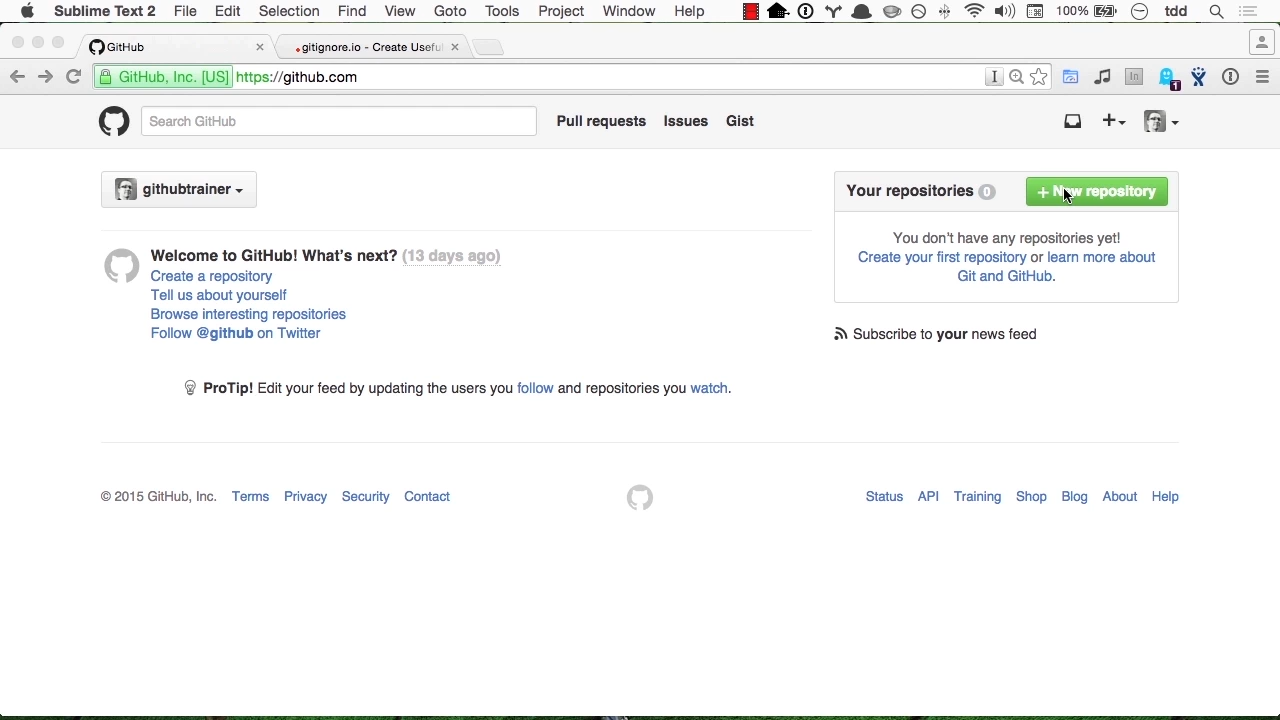 Sublime Text 2 File Edit Selection Find View Goto Tools Project Window Help 100% tdd
GitHub gitignore.io - Create Useful
GitHub, Inc. [US] https://github.com 1
Search GitHub Pull requests Issues Gist
githubtrainer
Your repositories 0 + New repository
You don't have any repositories yet!
Create your first repository or learn more about
Git and GitHub.
Subscribe to your news feed
Welcome to GitHub! What's next? (13 days ago)
Create a repository
Tell us about yourself
Browse interesting repositories
Follow @github on Twitter
ProTip! Edit your feed by updating the users you follow and repositories you watch.
© 2015 GitHub, Inc. Terms Privacy Security Contact Status API Training Shop Blog About Help